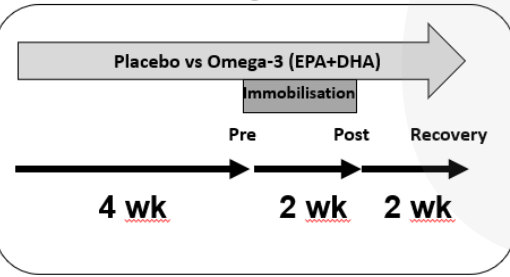 Placebo vs Omega-3 (EPA+DHA)
Immobilisation
Pre Post Recovery
4 wk 2 wk 2 wk